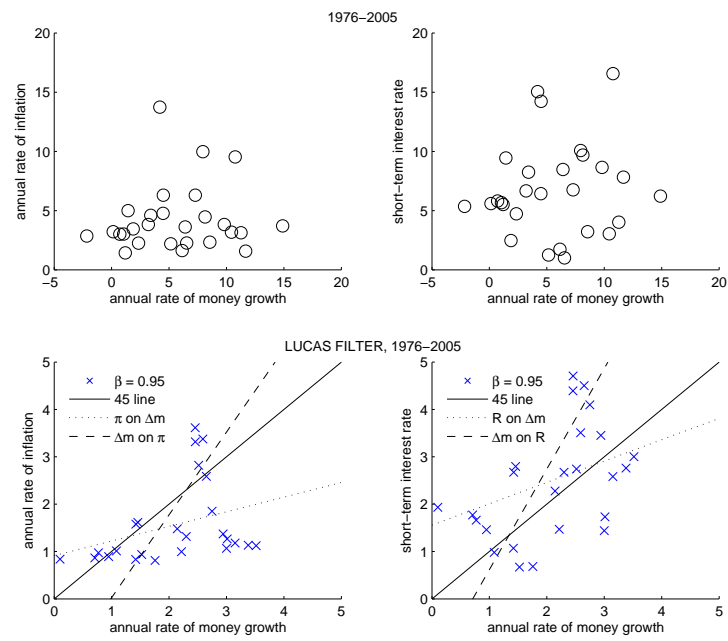 1976−2005
20
15
10
5
0
−5 0 5 10 15 20
annual rate of inflation
annual rate of money growth
20
15
10
5
0
−5 0 5 10 15 20
short−term interest rate
annual rate of money growth
LUCAS FILTER, 1976−2005
5
4
3
2
1
0
0 1 2 3 4 5
annual rate of inflation
annual rate of money growth
β = 0.95
45 line
π on Δm
Δm on π
5
4
3
2
1
0
0 1 2 3 4 5
short−term interest rate
annual rate of money growth
β = 0.95
45 line
R on Δm
Δm on R